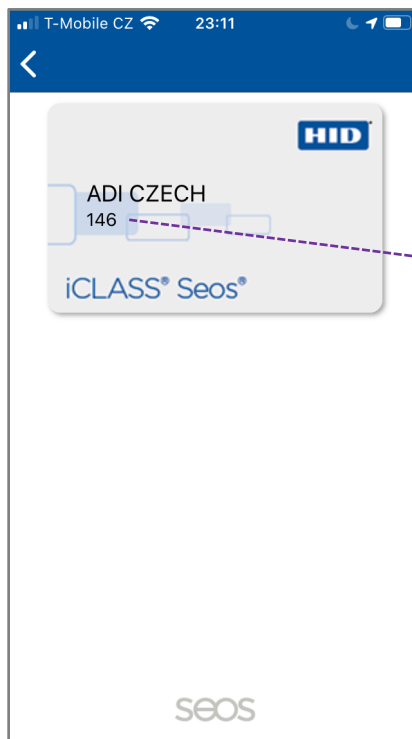 T-Mobile CZ 23:11
HID
ADI CZECH
146
iCLASS® Seos®
seos